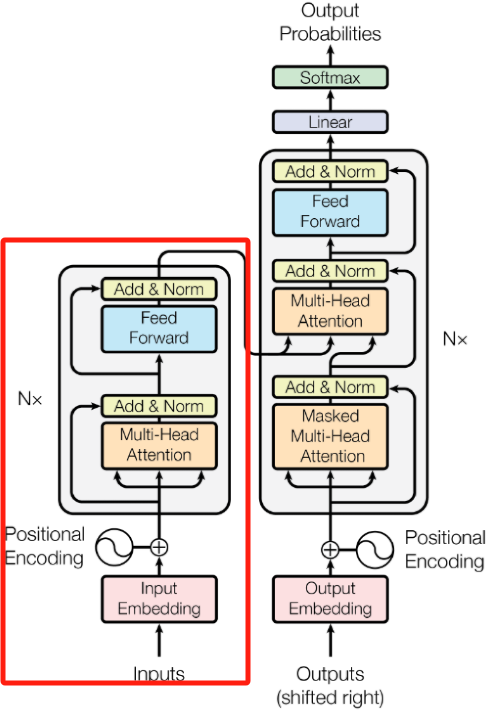 Output
Probabilities
Softmax
Linear
Add & Norm
Feed
Forward
Add & Norm
Multi-Head
Attention
Add & Norm
Masked
Multi-Head
Attention
N×
Positional
Encoding
Output
Embedding
Outputs
(shifted right)
Add & Norm
Feed
Forward
Add & Norm
Multi-Head
Attention
N×
Positional
Encoding
Input
Embedding
Inputs